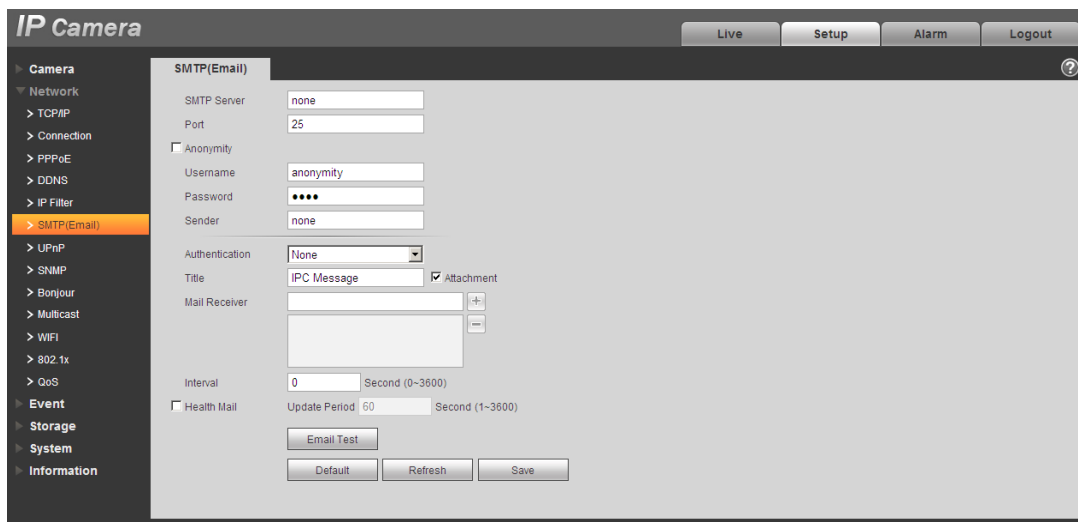 IP Camera
Live
Setup
Alarm
Logout
Camera
Network
> TCP/IP
> Connection
> PPPoE
> DDNS
> IP Filter
> SMTP(Email)
> UPnP
> SNMP
> Bonjour
> Multicast
> WIFI
> 802.1x
> QoS
Event
Storage
System
Information
SMTP(Email)
?
SMTP Server none
Port 25
Anonymity
Username anonymity
Password ••••
Sender none
Authentication None
Title IPC Message Attachment
Mail Receiver +
−
Interval 0 Second (0~3600)
Health Mail Update Period 60 Second (1~3600)
Email Test
Default Refresh Save